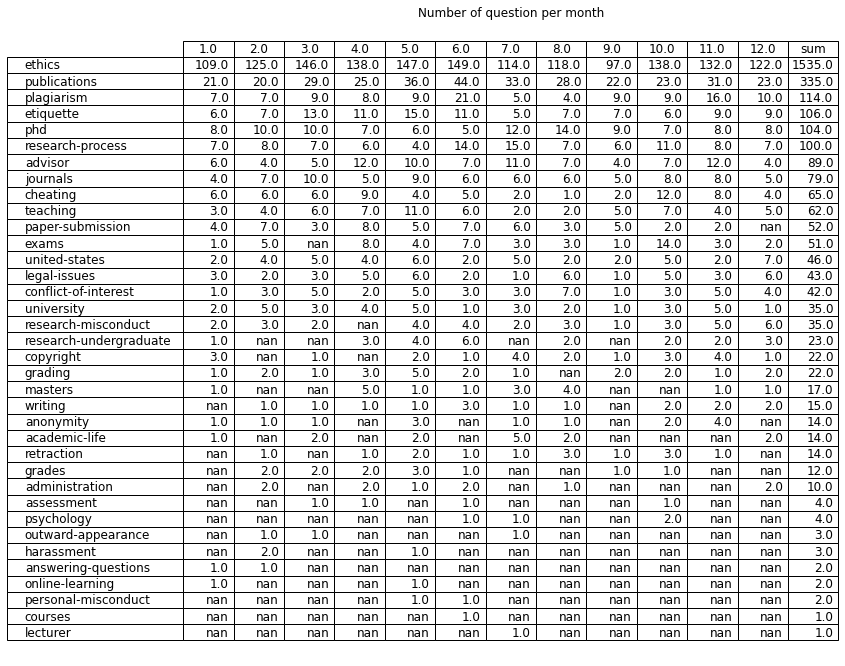 Number of question per month
1.0 2.0 3.0 4.0 5.0 6.0 7.0 8.0 9.0 10.0 11.0 12.0 sum
ethics 109.0 125.0 146.0 138.0 147.0 149.0 114.0 118.0 97.0 138.0 132.0 122.0 1535.0
publications 21.0 20.0 29.0 25.0 36.0 44.0 33.0 28.0 22.0 23.0 31.0 23.0 335.0
plagiarism 7.0 7.0 9.0 8.0 9.0 21.0 5.0 4.0 9.0 9.0 16.0 10.0 114.0
etiquette 6.0 7.0 13.0 11.0 15.0 11.0 5.0 7.0 7.0 6.0 9.0 9.0 106.0
phd 8.0 10.0 10.0 7.0 6.0 5.0 12.0 14.0 9.0 7.0 8.0 8.0 104.0
research-process 7.0 8.0 7.0 6.0 4.0 14.0 15.0 7.0 6.0 11.0 8.0 7.0 100.0
advisor 6.0 4.0 5.0 12.0 10.0 7.0 11.0 7.0 4.0 7.0 12.0 4.0 89.0
journals 4.0 7.0 10.0 5.0 9.0 6.0 6.0 6.0 5.0 8.0 8.0 5.0 79.0
cheating 6.0 6.0 6.0 9.0 4.0 5.0 2.0 1.0 2.0 12.0 8.0 4.0 65.0
teaching 3.0 4.0 6.0 7.0 11.0 6.0 2.0 2.0 5.0 7.0 4.0 5.0 62.0
paper-submission 4.0 7.0 3.0 8.0 5.0 7.0 6.0 3.0 5.0 2.0 2.0 nan 52.0
exams 1.0 5.0 nan 8.0 4.0 7.0 3.0 3.0 1.0 14.0 3.0 2.0 51.0
united-states 2.0 4.0 5.0 4.0 6.0 2.0 5.0 2.0 2.0 5.0 2.0 7.0 46.0
legal-issues 3.0 2.0 3.0 5.0 6.0 2.0 1.0 6.0 1.0 5.0 3.0 6.0 43.0
conflict-of-interest 1.0 3.0 5.0 2.0 5.0 3.0 3.0 7.0 1.0 3.0 5.0 4.0 42.0
university 2.0 5.0 3.0 4.0 5.0 1.0 3.0 2.0 1.0 3.0 5.0 1.0 35.0
research-misconduct 2.0 3.0 2.0 nan 4.0 4.0 2.0 3.0 1.0 3.0 5.0 6.0 35.0
research-undergraduate 1.0 nan nan 3.0 4.0 6.0 nan 2.0 nan 2.0 2.0 3.0 23.0
copyright 3.0 nan 1.0 nan 2.0 1.0 4.0 2.0 1.0 3.0 4.0 1.0 22.0
grading 1.0 2.0 1.0 3.0 5.0 2.0 1.0 nan 2.0 2.0 1.0 2.0 22.0
masters 1.0 nan nan 5.0 1.0 1.0 3.0 4.0 nan nan 1.0 1.0 17.0
writing nan 1.0 1.0 1.0 1.0 3.0 1.0 1.0 nan 2.0 2.0 2.0 15.0
anonymity 1.0 1.0 1.0 nan 3.0 nan 1.0 1.0 nan 2.0 4.0 nan 14.0
academic-life 1.0 nan 2.0 nan 2.0 nan 5.0 2.0 nan nan nan 2.0 14.0
retraction nan 1.0 nan 1.0 2.0 1.0 1.0 3.0 1.0 3.0 1.0 nan 14.0
grades nan 2.0 2.0 2.0 3.0 1.0 nan nan 1.0 1.0 nan nan 12.0
administration nan 2.0 nan 2.0 1.0 2.0 nan 1.0 nan nan nan 2.0 10.0
assessment nan nan 1.0 1.0 nan 1.0 nan nan nan 1.0 nan nan 4.0
psychology nan nan nan nan nan 1.0 1.0 nan nan 2.0 nan nan 4.0
outward-appearance nan 1.0 1.0 nan nan nan 1.0 nan nan nan nan nan 3.0
harassment nan 2.0 nan nan 1.0 nan nan nan nan nan nan nan 3.0
answering-questions 1.0 1.0 nan nan nan nan nan nan nan nan nan nan 2.0
online-learning 1.0 nan nan nan 1.0 nan nan nan nan nan nan nan 2.0
personal-misconduct nan nan nan nan 1.0 1.0 nan nan nan nan nan nan 2.0
courses nan nan nan nan nan 1.0 nan nan nan nan nan nan 1.0
lecturer nan nan nan nan nan nan 1.0 nan nan nan nan nan 1.0